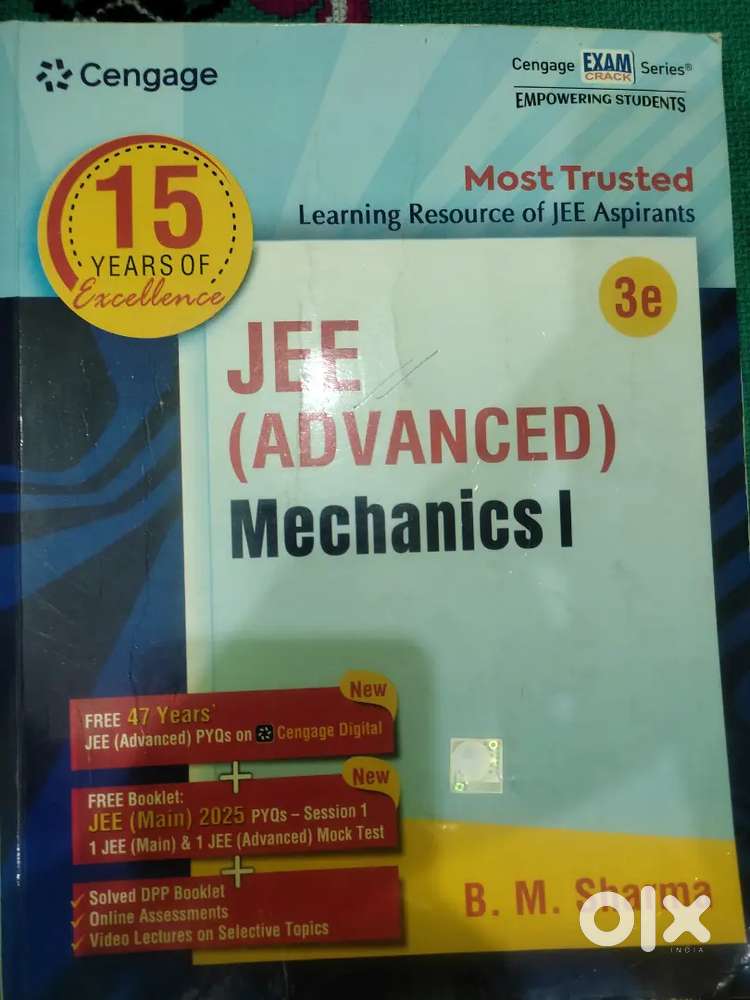 Cengage
Cengage EXAM CRACK Series®
EMPOWERING STUDENTS
15
YEARS OF
Excellence
Most Trusted
Learning Resource of JEE Aspirants
3e
JEE
(ADVANCED)
Mechanics I
New
FREE 47 Years'
JEE (Advanced) PYQs on Cengage Digital
+
New
FREE Booklet:
JEE (Main) 2025 PYQs – Session 1
1 JEE (Main) & 1 JEE (Advanced) Mock Test
+
Solved DPP Booklet
Online Assessments
Video Lectures on Selective Topics
B. M. Sharma
olx
INDIA